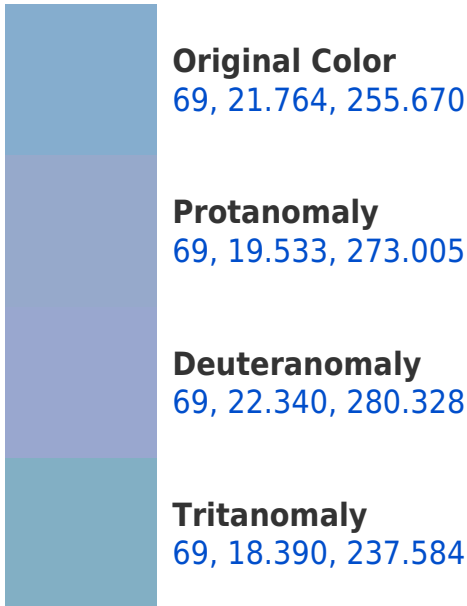 Original Color
69, 21.764, 255.670
Protanomaly
69, 19.533, 273.005
Deuteranomaly
69, 22.340, 280.328
Tritanomaly
69, 18.390, 237.584